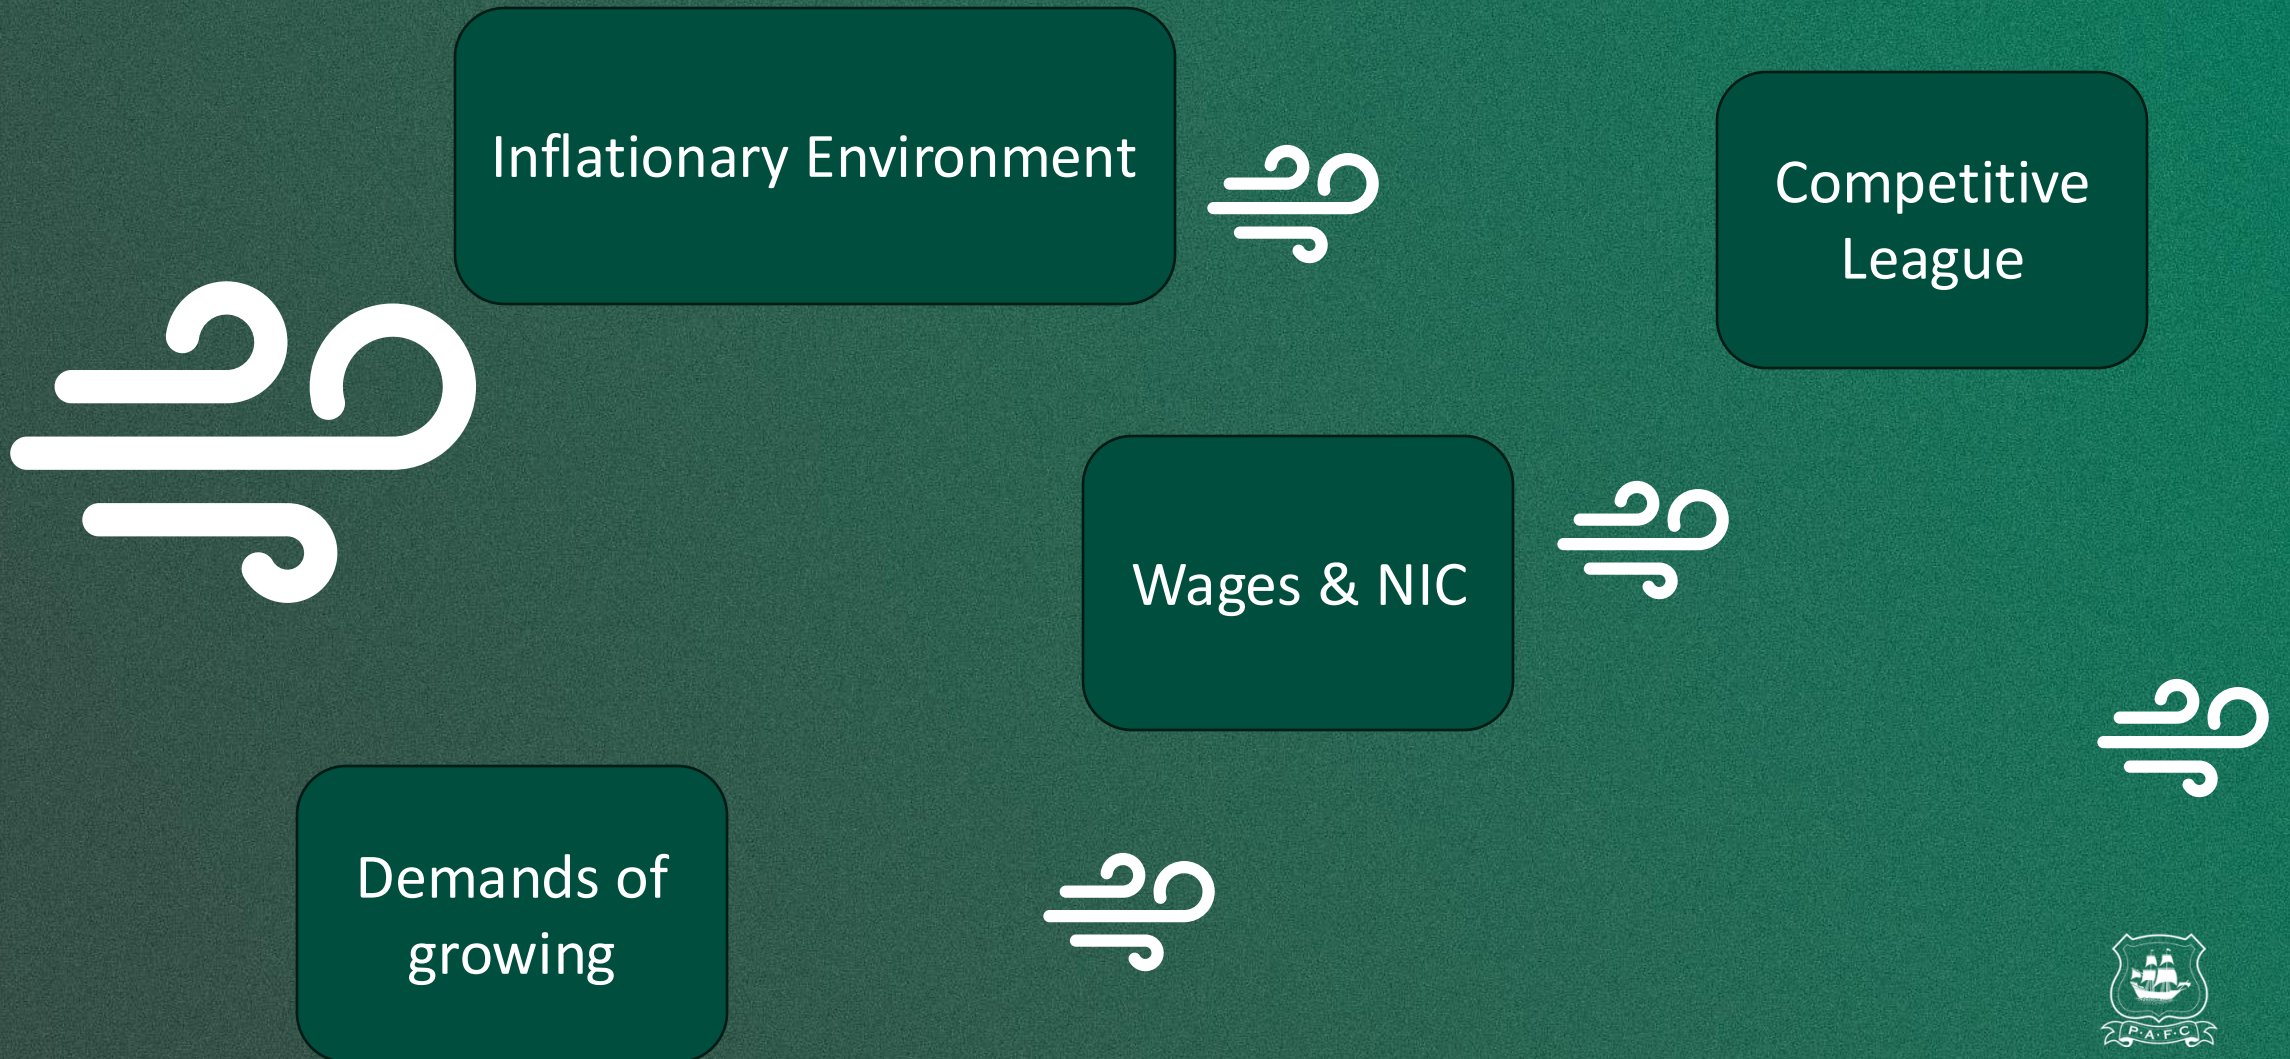 Inflationary Environment
Competitive
League
Wages & NIC
Demands of
growing
P·A·F·C